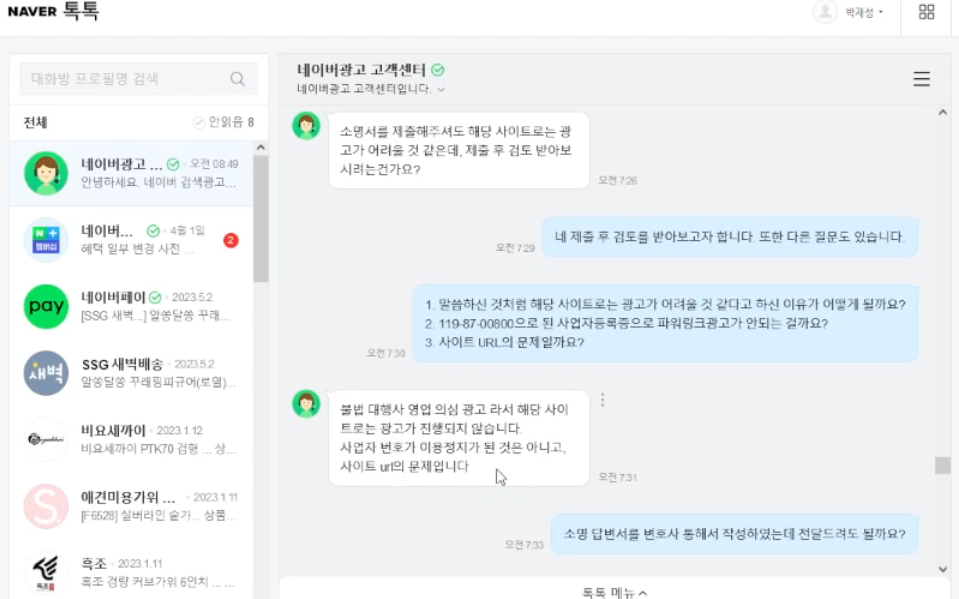 NAVER 톡톡
박재성
대화방 프로필명 검색
전체
안읽음 8
네이버광고 ... 오전 08:49
안녕하세요. 네이버 검색광고...
네이버... 4월 1일
혜택 일부 변경 사전 ...
2
N+
멤버십
네이버페이 2023.5.2
[SSG 새벽...] 알쏭달쏭 꾸래...
pay
SSG 새벽배송 2023.5.2
알쏭달쏭 꾸래핑피규어(로열)...
새벽
비요세까이 2023.1.12
비요세까이 PTK70 검형 ... 상...
애견미용가위 ... 2023.1.11
[F6528] 실버라인 숱가... 상품...
S.
흑조 2023.1.11
흑조 경량 커브가위 6인치 ... ...
흑조
네이버광고 고객센터
네이버광고 고객센터입니다.
소명서를 제출해주셔도 해당 사이트로는 광
고가 어려울 것 같은데, 제출 후 검토 받아보
시려는건가요?
오전 7:26
네 제출 후 검토를 받아보고자 합니다. 또한 다른 질문도 있습니다.
오전 7:29
1. 말씀하신 것처럼 해당 사이트로는 광고가 어려울 것 같다고 하신 이유가 어떻게 될까요?
2. 119-87-00800으로 된 사업자등록증으로 파워링크광고가 안되는 걸까요?
3. 사이트 URL의 문제일까요?
오전 7:30
불법 대행사 영업 의심 광고 라서 해당 사이
트로는 광고가 진행되지 않습니다.
사업자 번호가 이용정지가 된 것은 아니고,
사이트 url의 문제입니다
오전 7:31
소명 답변서를 변호사 통해서 작성하였는데 전달드려도 될까요?
오전 7:33
톡톡 메뉴